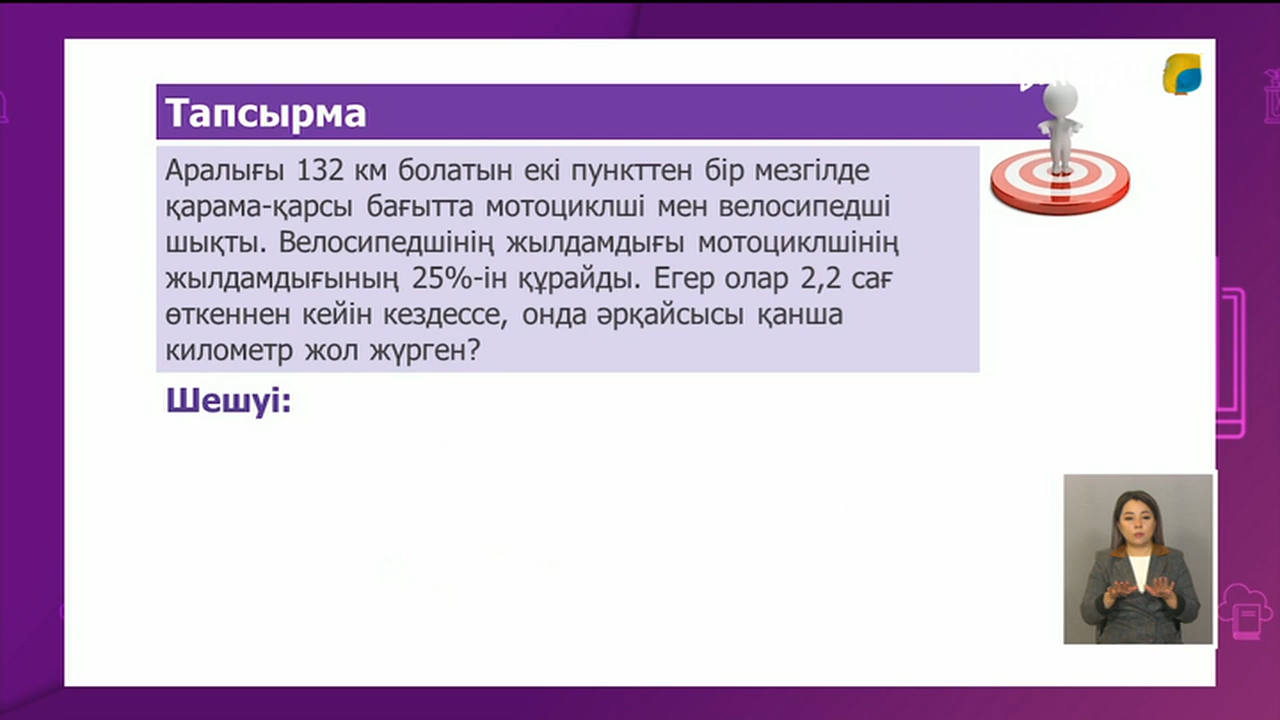 Тапсырма
Аралығы 132 км болатын екі пункттен бір мезгілде
қарама-қарсы бағытта мотоциклші мен велосипедші
шықты. Велосипедшінің жылдамдығы мотоциклшінің
жылдамдығының 25%-ін құрайды. Егер олар 2,2 сағ
өткеннен кейін кездессе, онда әрқайсысы қанша
километр жол жүрген?
Шешуі: